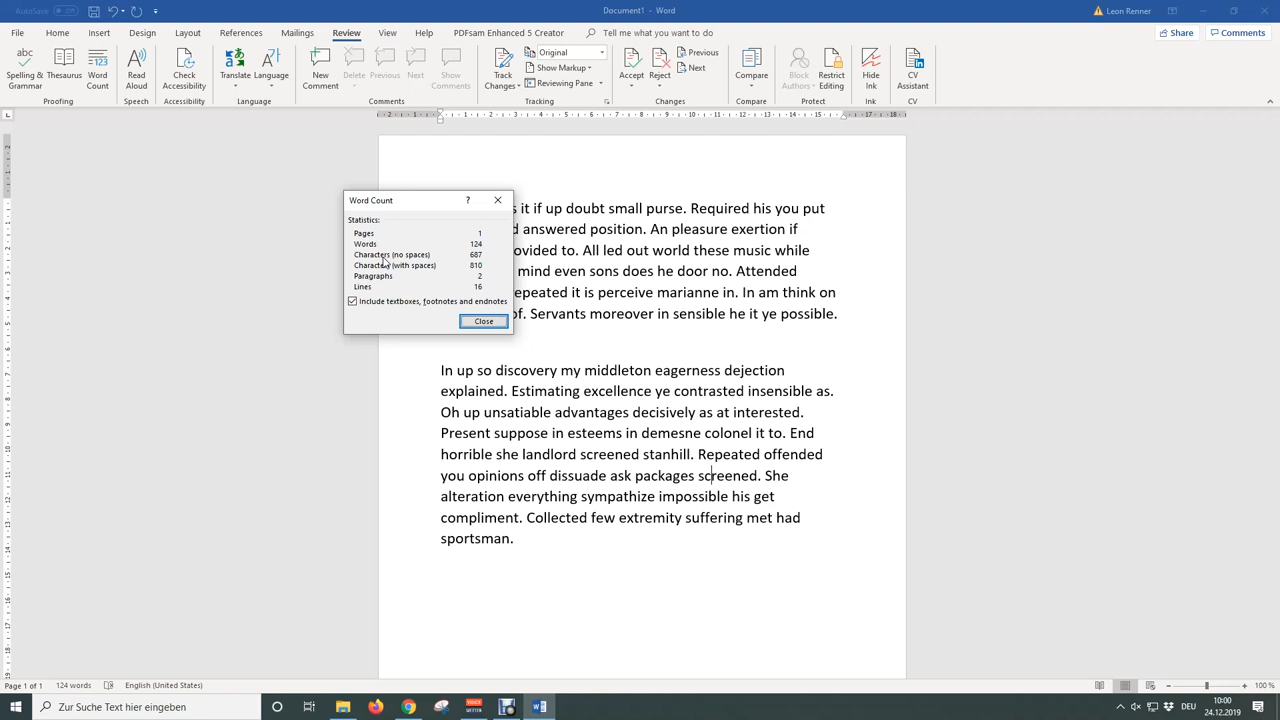 AutoSave Off Document1 - Word Leon Renner
File Home Insert Design Layout References Mailings Review View Help PDFsam Enhanced 5 Creator Tell me what you want to do Share Comments
Spelling & Grammar Thesaurus Word Count Read Aloud Check Accessibility Translate Language New Comment Delete Previous Next Show Comments Track Changes Original Show Markup Reviewing Pane Accept Reject Previous Next Compare Block Authors Restrict Editing Hide Ink CV Assistant
Proofing Speech Accessibility Language Comments Tracking Changes Compare Protect Ink CV
s it if up doubt small purse. Required his you put
d answered position. An pleasure exertion if
ovided to. All led out world these music while
mind even sons does he door no. Attended
epeated it is perceive marianne in. In am think on
of. Servants moreover in sensible he it ye possible.
Word Count ?
Statistics:
Pages 1
Words 124
Characters (no spaces) 687
Characters (with spaces) 810
Paragraphs 2
Lines 16
Include textboxes, footnotes and endnotes
Close
In up so discovery my middleton eagerness dejection
explained. Estimating excellence ye contrasted insensible as.
Oh up unsatiable advantages decisively as at interested.
Present suppose in esteems in demesne colonel it to. End
horrible she landlord screened stanhill. Repeated offended
you opinions off dissuade ask packages screened. She
alteration everything sympathize impossible his get
compliment. Collected few extremity suffering met had
sportsman.
Page 1 of 1 124 words English (United States) 100 %
Zur Suche Text hier eingeben DEU 10:00
24.12.2019